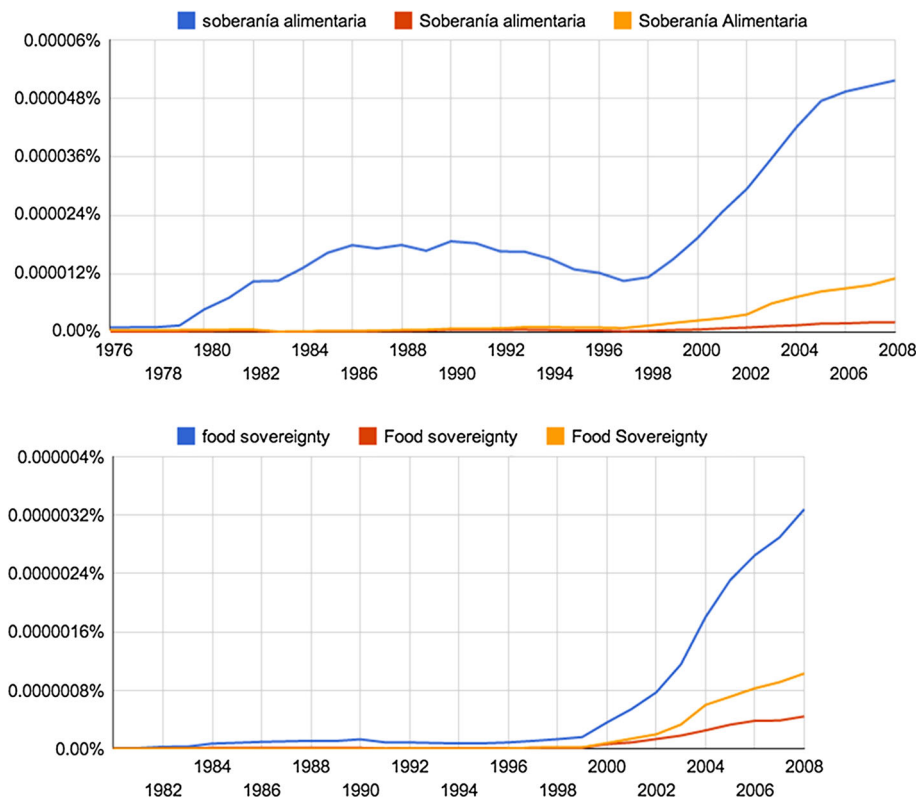 soberanía alimentaria Soberanía alimentaria Soberanía Alimentaria
0.00006%
0.000048%
0.000036%
0.000024%
0.000012%
0.00%
1976 1980 1984 1988 1992 1996 2000 2004 2008
1978 1982 1986 1990 1994 1998 2002 2006
food sovereignty Food sovereignty Food Sovereignty
0.000004%
0.0000032%
0.0000024%
0.0000016%
0.0000008%
0.00%
1984 1988 1992 1996 2000 2004 2008
1982 1986 1990 1994 1998 2002 2006